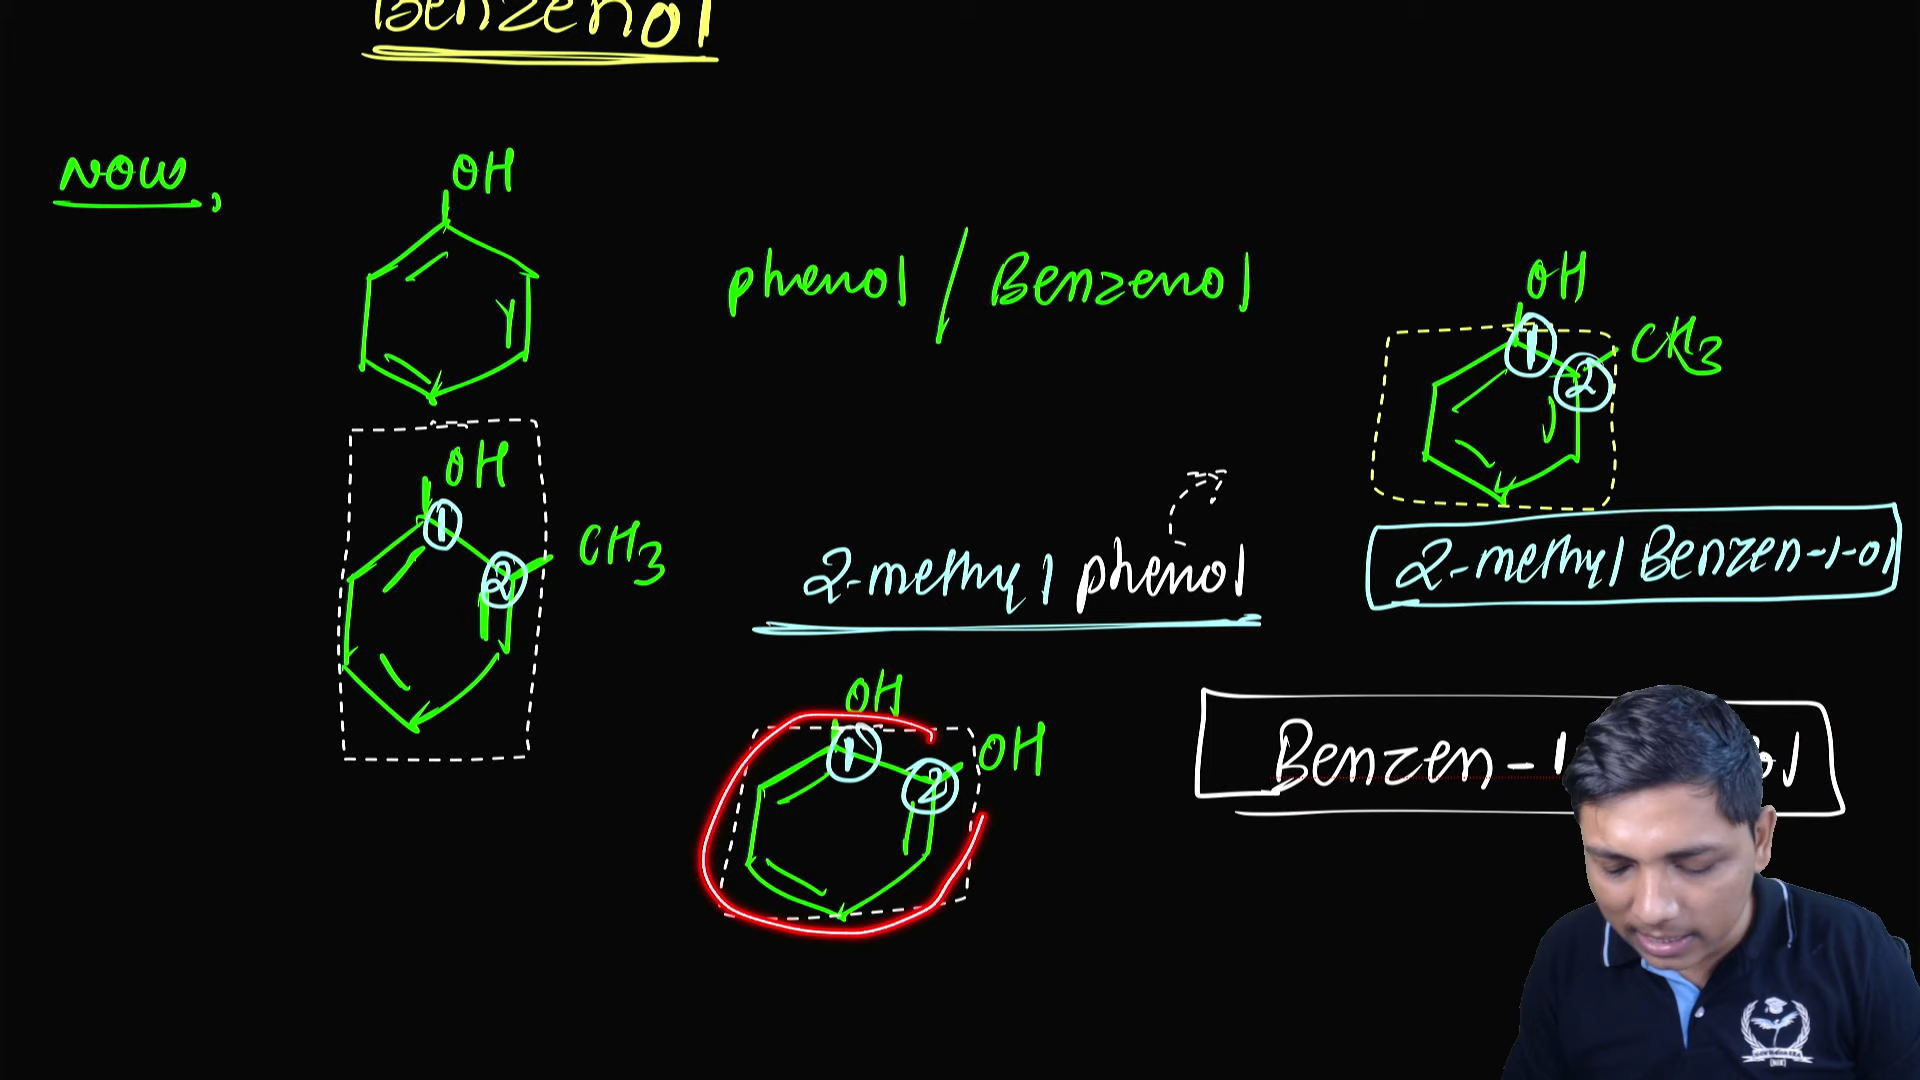 Benzenol
NOW,
OH
phenol / Benzenol
OH
CH3
1
2
OH
CH3
1
2
2-methyl phenol
2-methyl Benzen-1-ol
OH
OH
1
2
Benzen-1 ol